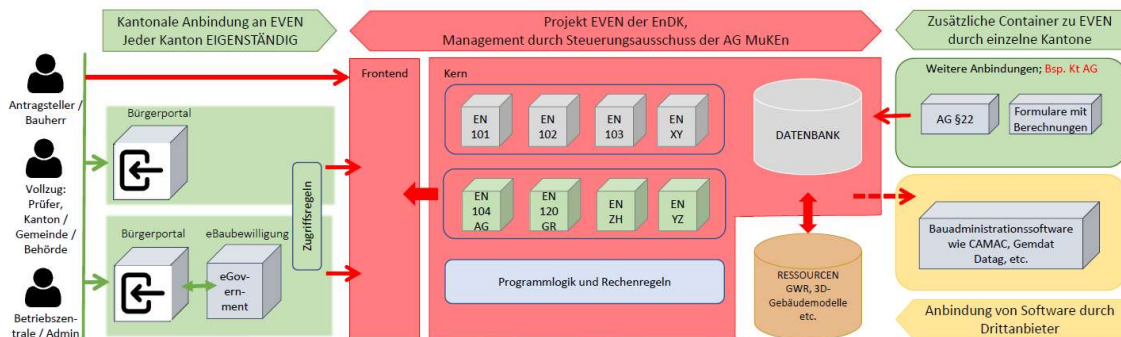 Kantonale Anbindung an EVEN
Jeder Kanton EIGENSTÄNDIG
Projekt EVEN der EnDK,
Management durch Steuerungsausschuss der AG MuKEn
Zusätzliche Container zu EVEN
durch einzelne Kantone
Antragsteller /
Bauherr
Vollzug:
Prüfer,
Kanton /
Gemeinde /
Behörde
Betriebszen-
trale / Admin
Bürgerportal
Bürgerportal
eBaubewilligung
eGov-
ernm-
ment
Zugriffsregeln
Frontend
Kern
EN
101
EN
102
EN
103
EN
XY
EN
104
AG
EN
120
GR
EN
ZH
EN
YZ
Programmlogik und Rechenregeln
DATENBANK
RESSOURCEN
GWR, 3D-
Gebäudemodelle
etc.
Weitere Anbindungen; Bsp. Kt AG
AG §22
Formulare mit
Berechnungen
Bauadministrationssoftware
wie CAMAC, Gemdat
Datag, etc.
Anbindung von Software durch
Drittanbieter